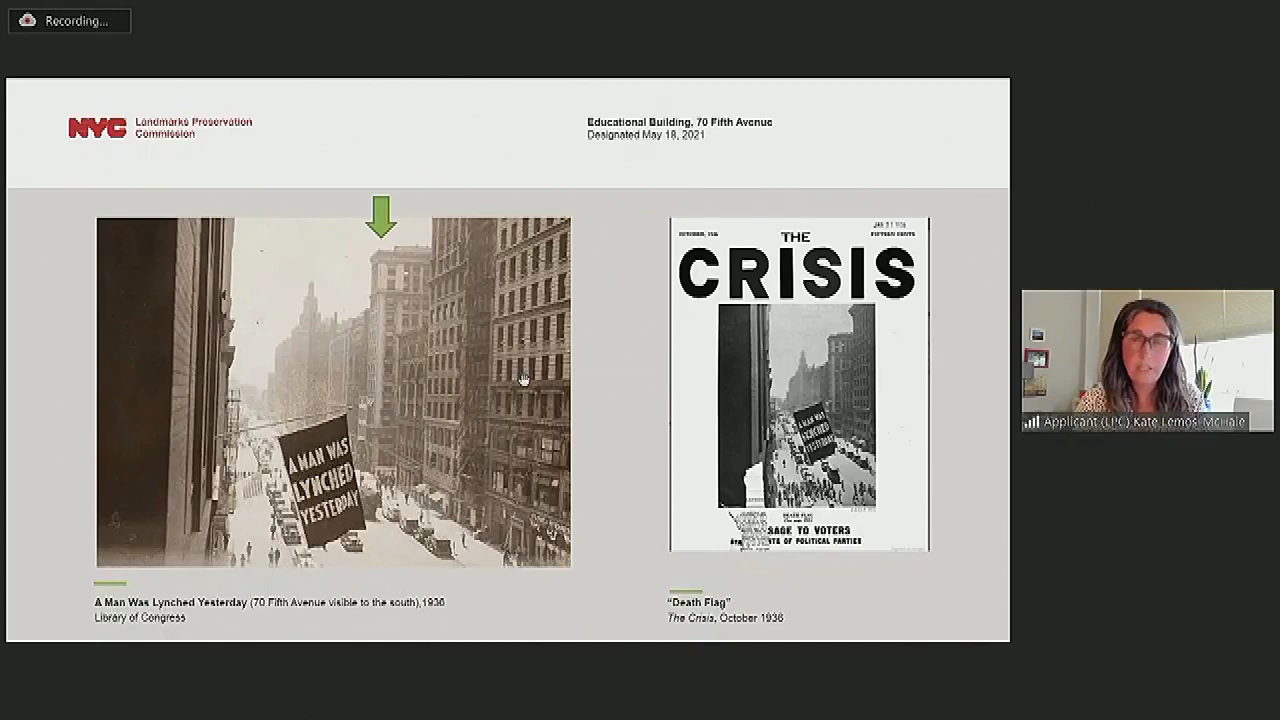 Recording...
NYC Landmarks Preservation
Commission
Educational Building, 70 Fifth Avenue
Designated May 18, 2021
A MAN WAS
LYNCHED
YESTERDAY
A Man Was Lynched Yesterday (70 Fifth Avenue visible to the south),1936
Library of Congress
OCTOBER, 1936
FIFTEEN CENTS
THE
CRISIS
A MAN WAS
LYNCHED
YESTERDAY
DEATH FLAG
SAGE TO VOTERS
OF POLITICAL PARTIES
“Death Flag”
The Crisis, October 1936
Applicant (LPC) Kate Lemos McHale